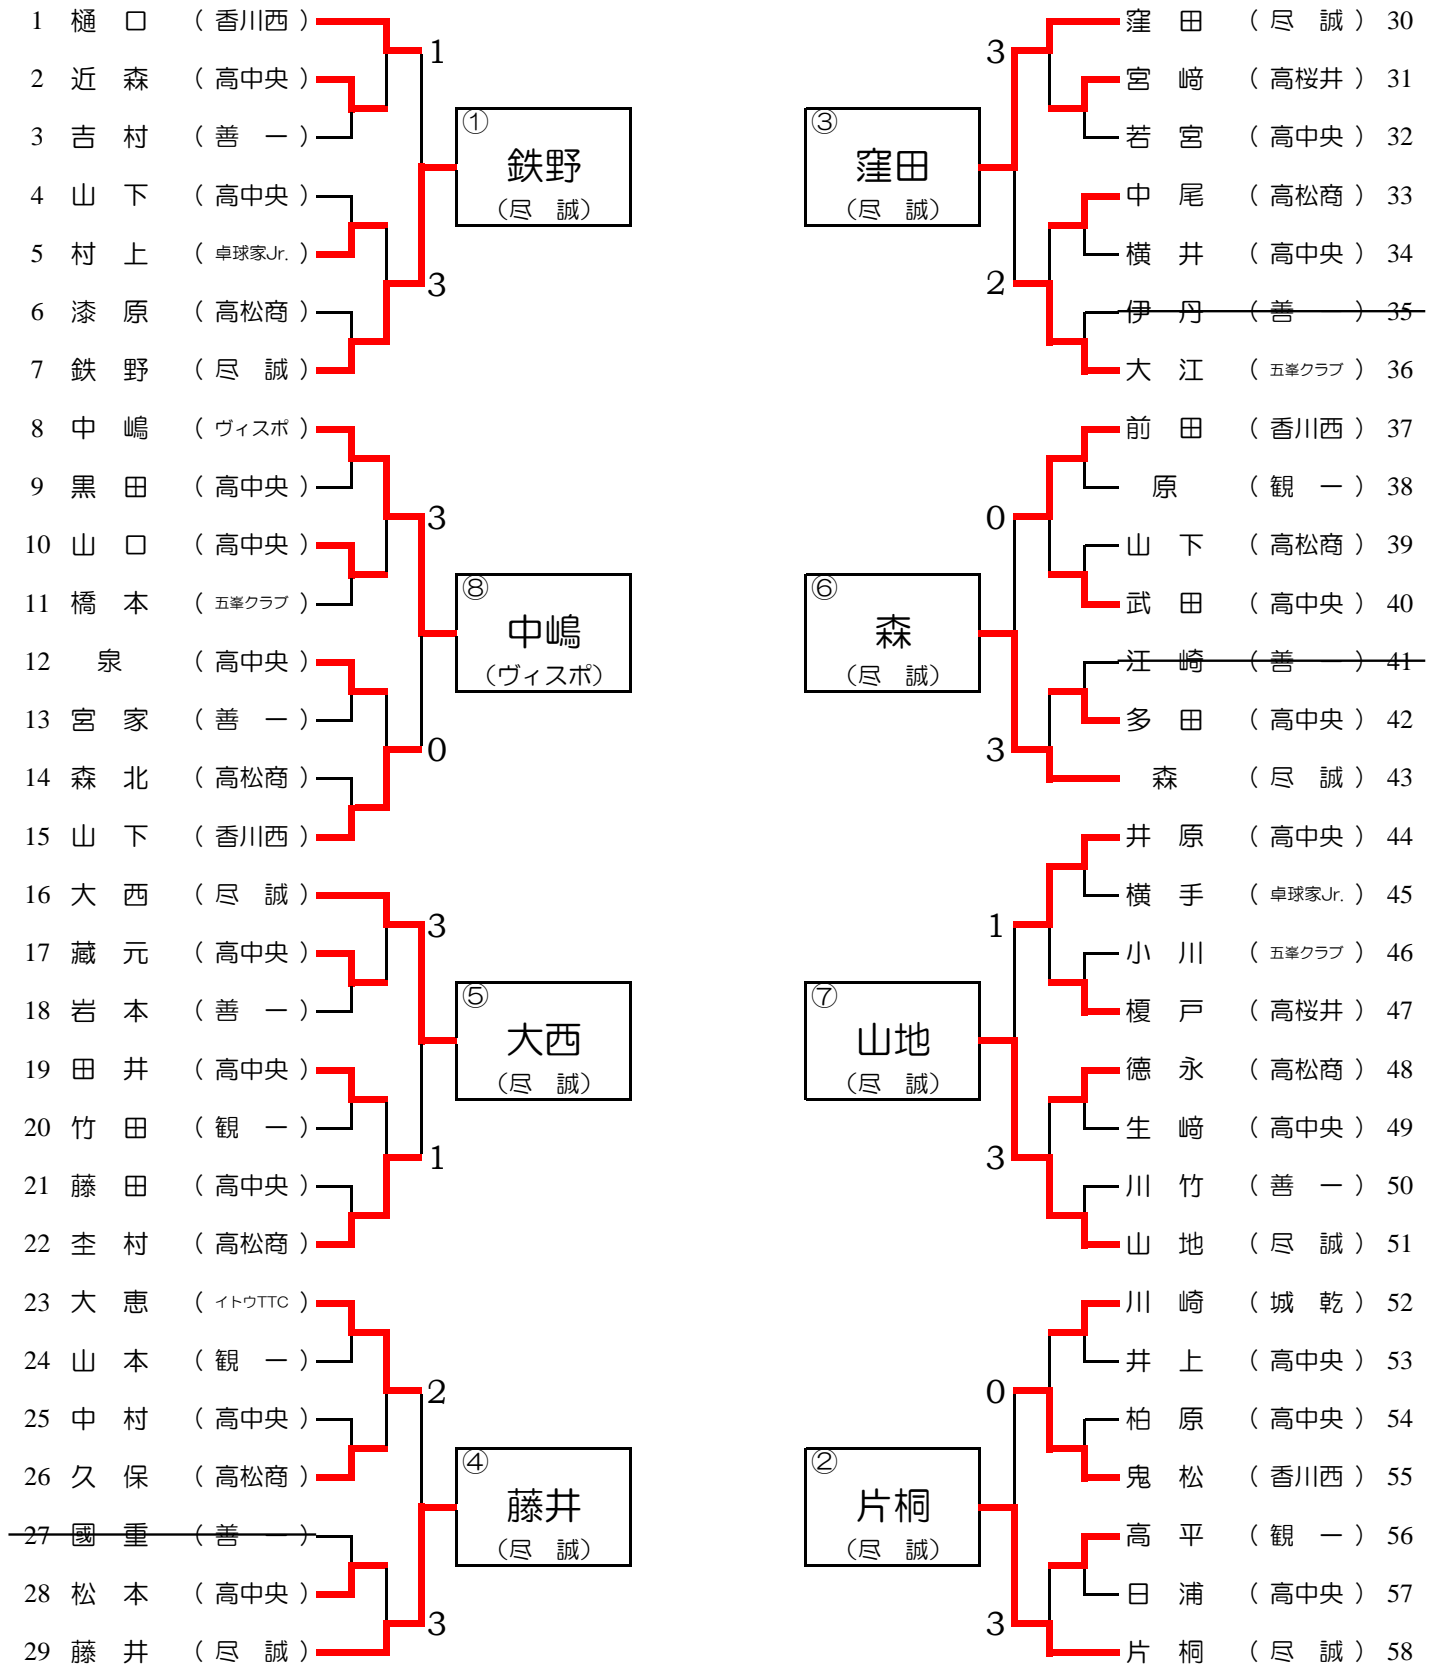 1 樋 口 （ 香川西 ）
2 近 森 （ 高中央 ）
3 吉 村 （ 善 一 ）
4 山 下 （ 高中央 ）
5 村 上 （ 卓球家Jr. ）
6 漆 原 （ 高松商 ）
7 鉄 野 （ 尽 誠 ）
1
3
① 鉄野
（尽 誠）
8 中 嶋 （ ヴィスポ ）
9 黒 田 （ 高中央 ）
10 山 口 （ 高中央 ）
11 橋 本 （ 五峯クラブ ）
12 泉 （ 高中央 ）
13 宮 家 （ 善 一 ）
14 森 北 （ 高松商 ）
15 山 下 （ 香川西 ）
3
0
⑧ 中嶋
（ヴィスポ）
16 大 西 （ 尽 誠 ）
17 藏 元 （ 高中央 ）
18 岩 本 （ 善 一 ）
19 田 井 （ 高中央 ）
20 竹 田 （ 観 一 ）
21 藤 田 （ 高中央 ）
22 杢 村 （ 高松商 ）
3
1
⑤ 大西
（尽 誠）
23 大 恵 （ イトウTTC ）
24 山 本 （ 観 一 ）
25 中 村 （ 高中央 ）
26 久 保 （ 高松商 ）
27 國 重 （ 善 一 ）
28 松 本 （ 高中央 ）
29 藤 井 （ 尽 誠 ）
2
3
④ 藤井
（尽 誠）
窪 田 （ 尽 誠 ） 30
宮 﨑 （ 高桜井 ） 31
若 宮 （ 高中央 ） 32
中 尾 （ 高松商 ） 33
横 井 （ 高中央 ） 34
伊 丹 （ 善 一 ） 35
大 江 （ 五峯クラブ ） 36
3
2
③ 窪田
（尽 誠）
前 田 （ 香川西 ） 37
原 （ 観 一 ） 38
山 下 （ 高松商 ） 39
武 田 （ 高中央 ） 40
江 崎 （ 善 一 ） 41
多 田 （ 高中央 ） 42
森 （ 尽 誠 ） 43
0
3
⑥ 森
（尽 誠）
井 原 （ 高中央 ） 44
横 手 （ 卓球家Jr. ） 45
小 川 （ 五峯クラブ ） 46
榎 戸 （ 高桜井 ） 47
德 永 （ 高松商 ） 48
生 﨑 （ 高中央 ） 49
川 竹 （ 善 一 ） 50
山 地 （ 尽 誠 ） 51
1
3
⑦ 山地
（尽 誠）
川 崎 （ 城 乾 ） 52
井 上 （ 高中央 ） 53
柏 原 （ 高中央 ） 54
鬼 松 （ 香川西 ） 55
高 平 （ 観 一 ） 56
日 浦 （ 高中央 ） 57
片 桐 （ 尽 誠 ） 58
0
3
② 片桐
（尽 誠）